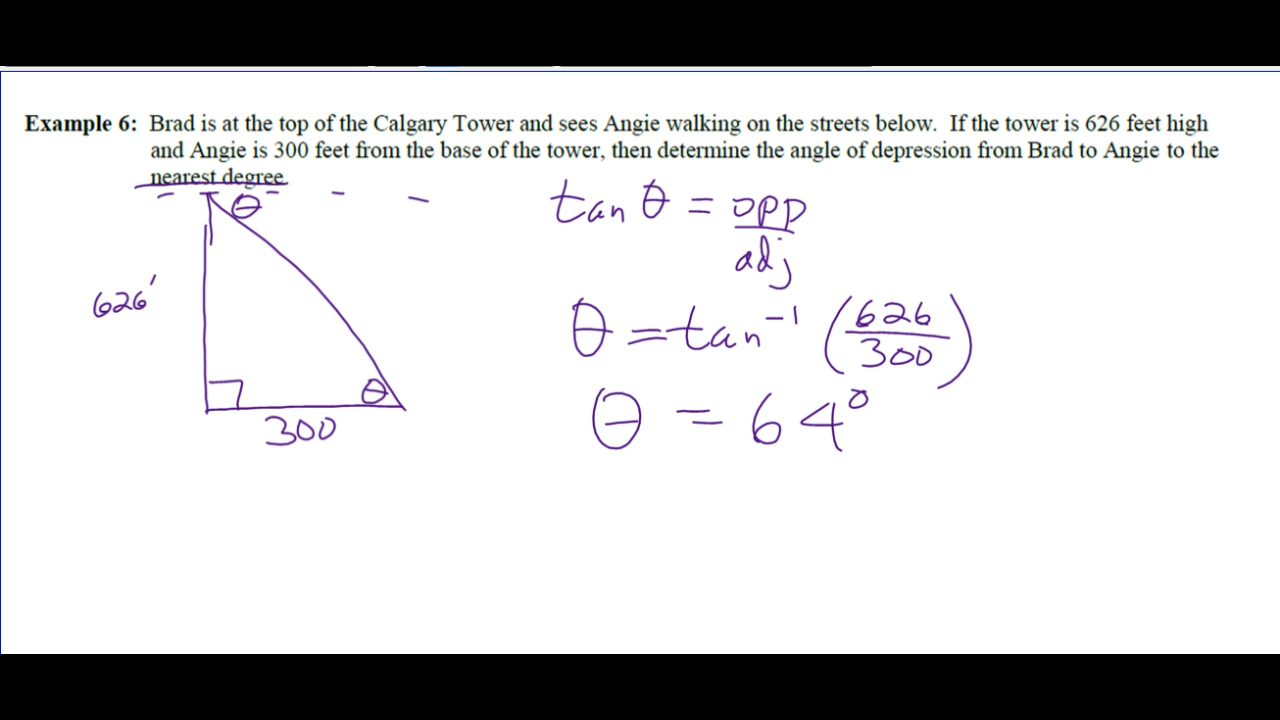 Example 6: Brad is at the top of the Calgary Tower and sees Angie walking on the streets below. If the tower is 626 feet high
and Angie is 300 feet from the base of the tower, then determine the angle of depression from Brad to Angie to the
nearest degree
θ
tan θ = opp/adj
626'
θ = tan⁻¹ (626/300)
θ
300
θ = 64°